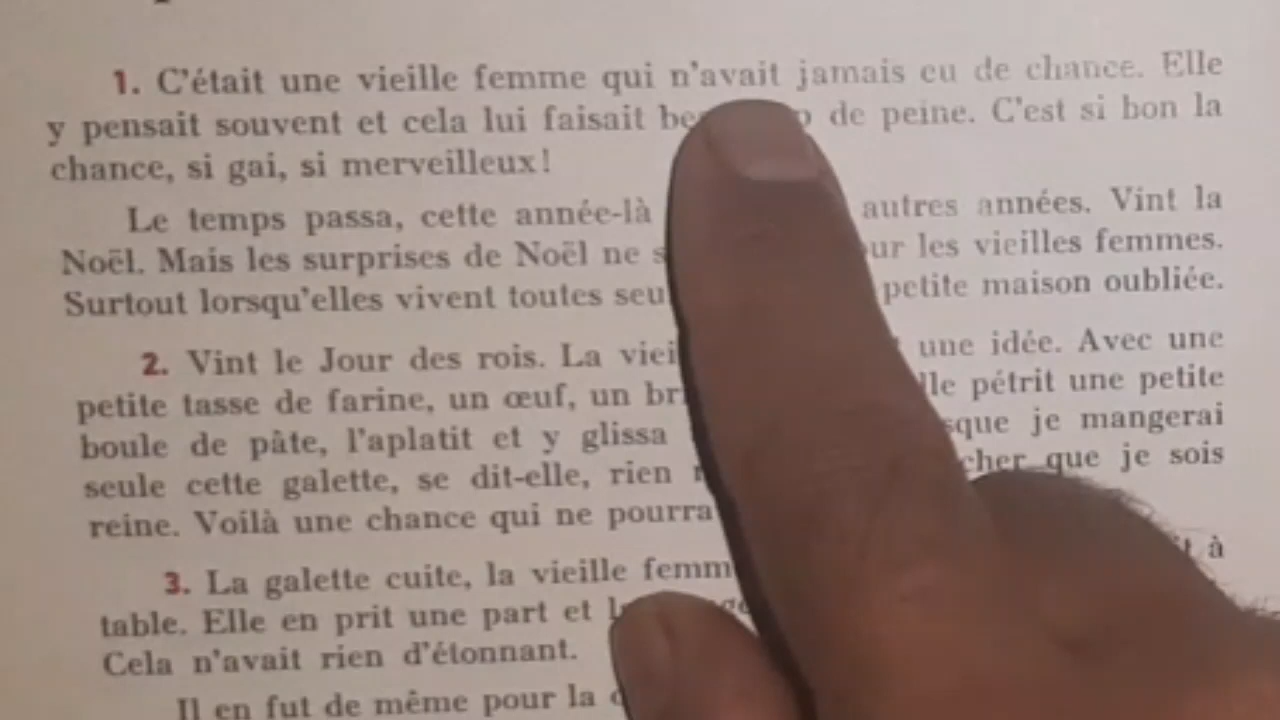 1. C'était une vieille femme qui n'avait jamais eu de chance. Elle
y pensait souvent et cela lui faisait de peine. C'est si bon la
chance, si gai, si merveilleux!
Le temps passa, cette année-là autres années. Vint la
Noël. Mais les surprises de Noël ne les vieilles femmes.
Surtout lorsqu'elles vivent toutes petite maison oubliée.
2. Vint le Jour des rois. La une idée. Avec une
petite tasse de farine, un œuf, un pétrit une petite
boule de pâte, l'aplatit et y glissa je mangerai
seule cette galette, se dit-elle, rien que je sois
reine. Voilà une chance qui ne pourra
3. La galette cuite, la vieille à
table. Elle en prit une part et
Cela n'avait rien d'étonnant.
Il en fut de même pour la